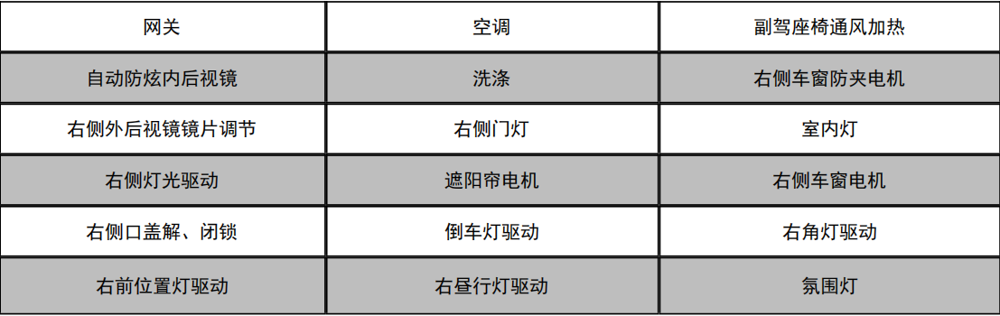 网关 空调 副驾座椅通风加热
自动防炫内后视镜 洗涤 右侧车窗防夹电机
右侧外后视镜镜片调节 右侧门灯 室内灯
右侧灯光驱动 遮阳帘电机 右侧车窗电机
右侧口盖解、闭锁 倒车灯驱动 右角灯驱动
右前位置灯驱动 右昼行灯驱动 氛围灯